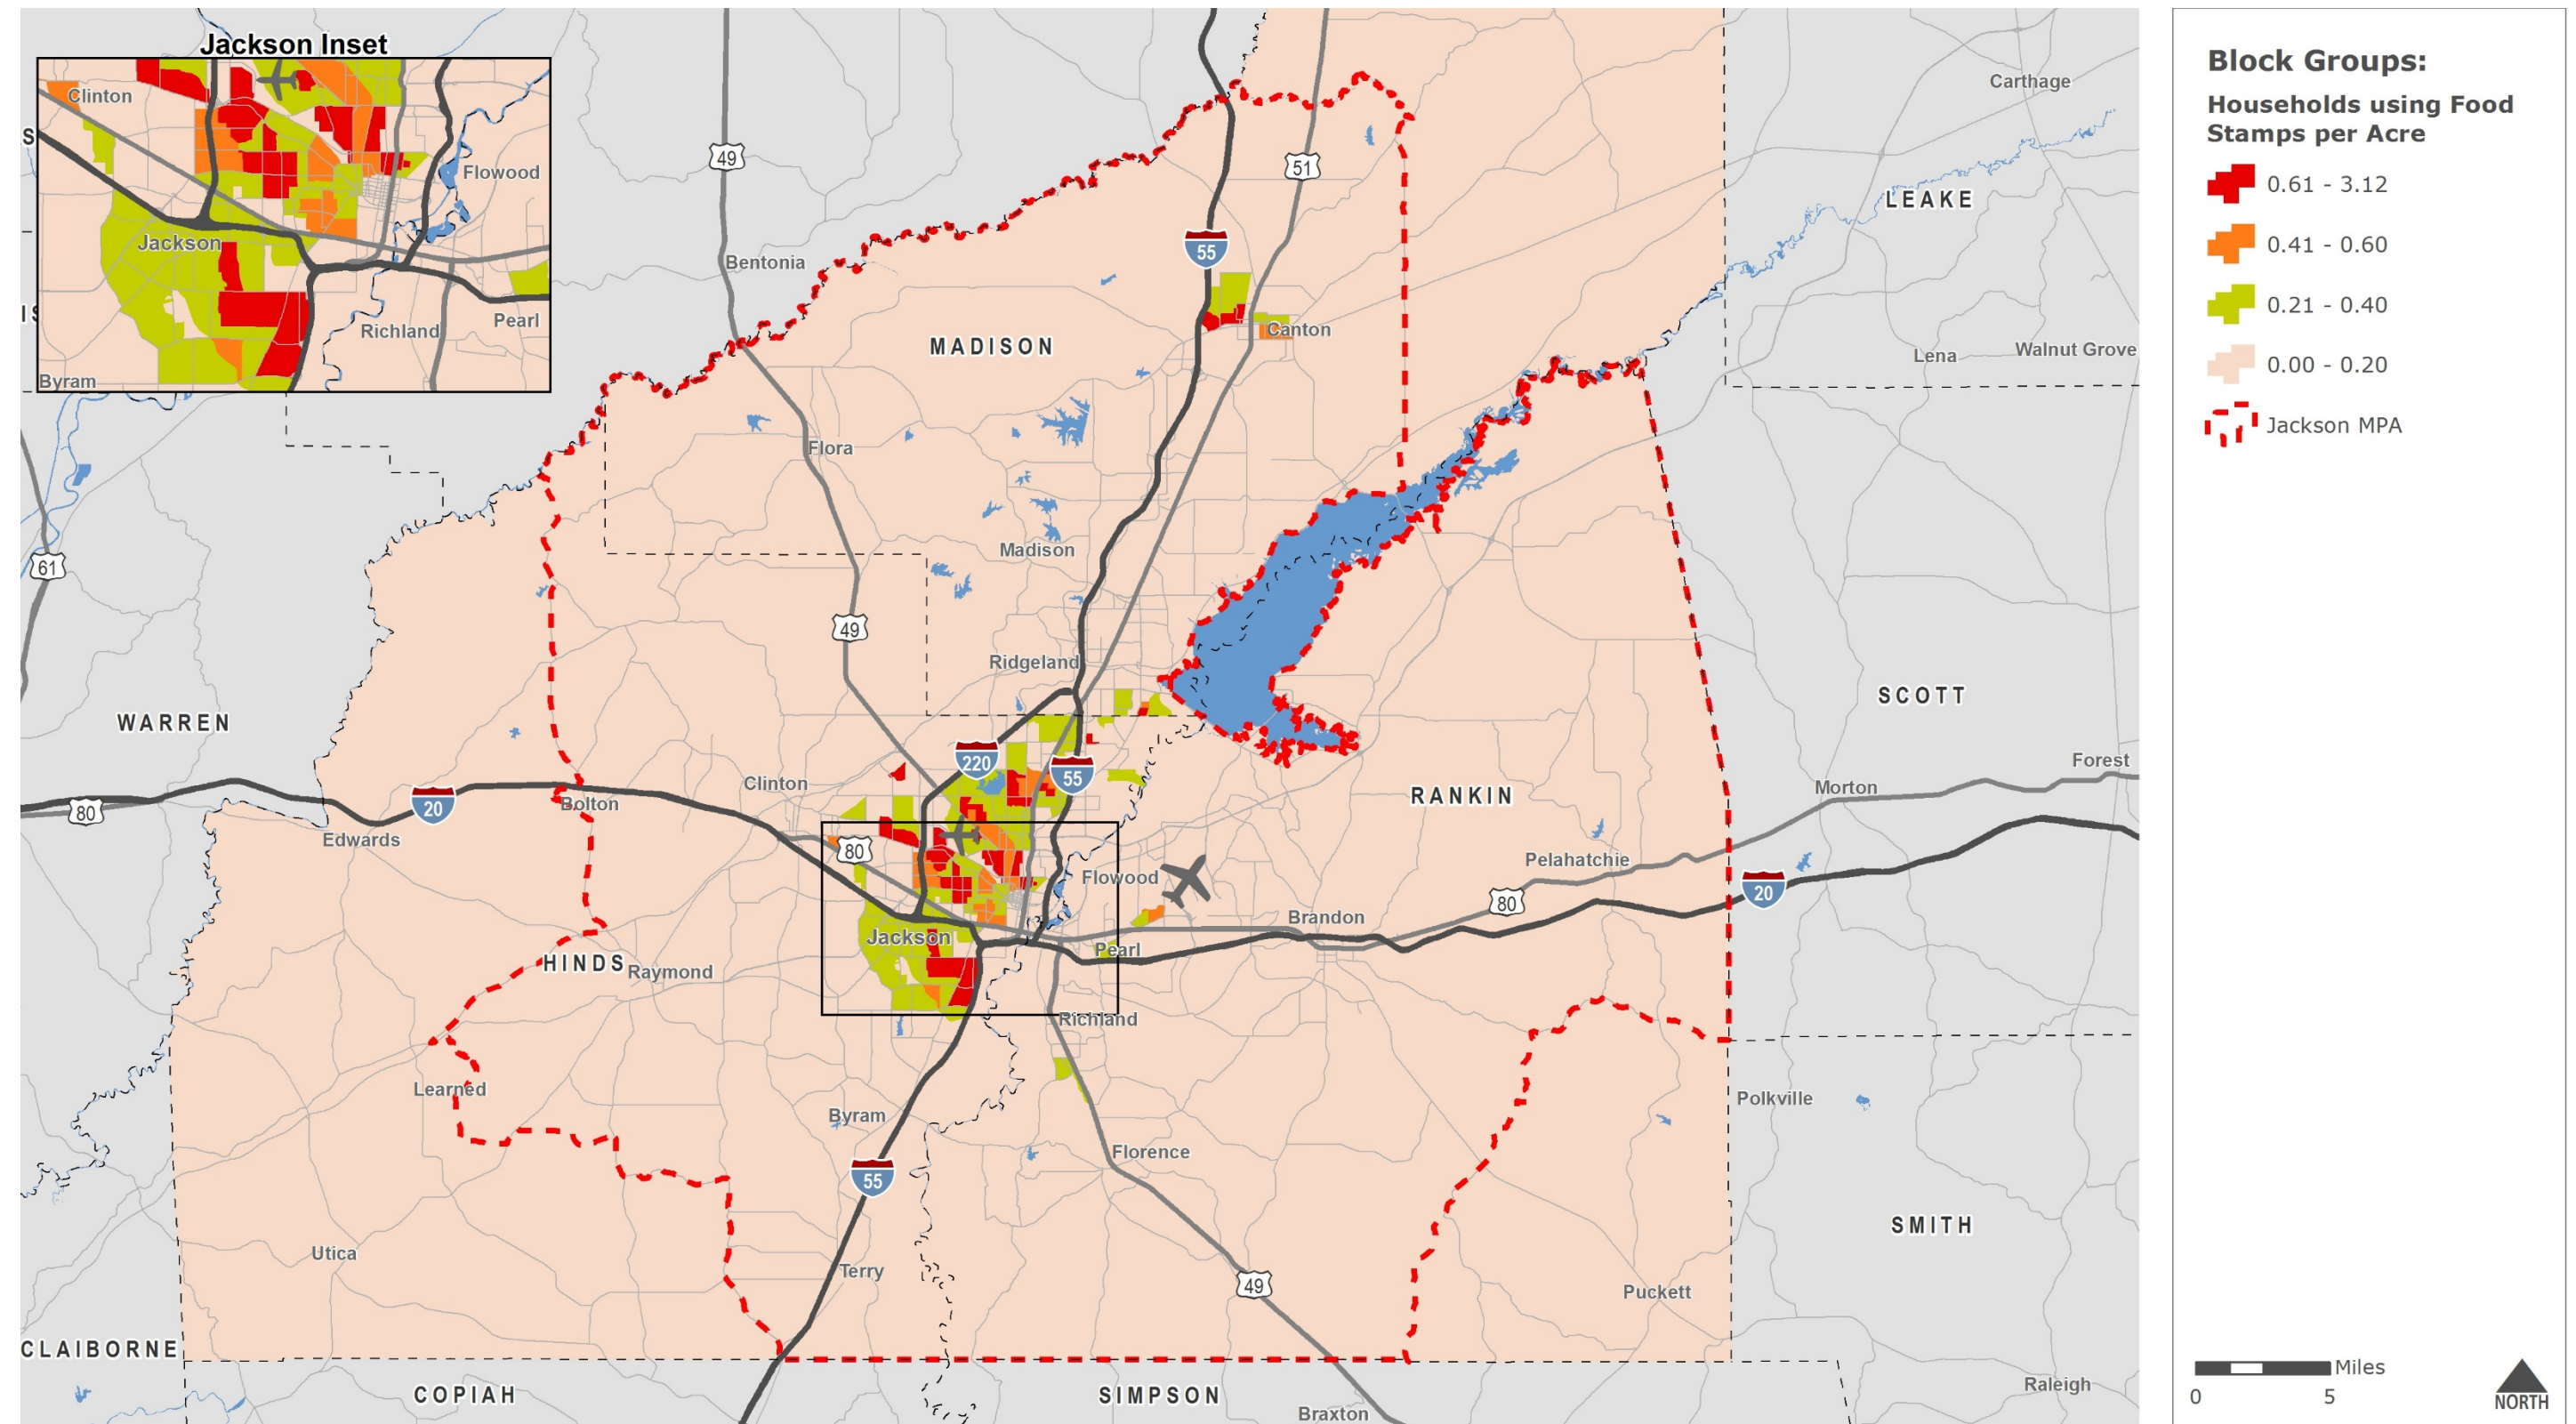 Jackson Inset
Clinton
Flowood
Jackson
Richland
Pearl
Byram
S
IS
49
51
55
Carthage
LEAKE
Bentonia
MADISON
Canton
Lena
Walnut Grove
Flora
61
Madison
49
Ridgeland
WARREN
SCOTT
220
55
Forest
Clinton
Morton
80
20
Bolton
RANKIN
Edwards
80
Pelahatchie
Flowood
80
20
Brandon
Jackson
Pearl
HINDS
Raymond
Richland
Learned
Polkville
Byram
Florence
55
SMITH
Utica
Terry
49
Puckett
CLAIBORNE
COPIAH
SIMPSON
Raleigh
Braxton
Block Groups:
Households using Food
Stamps per Acre
0.61 - 3.12
0.41 - 0.60
0.21 - 0.40
0.00 - 0.20
Jackson MPA
Miles
0 5
NORTH